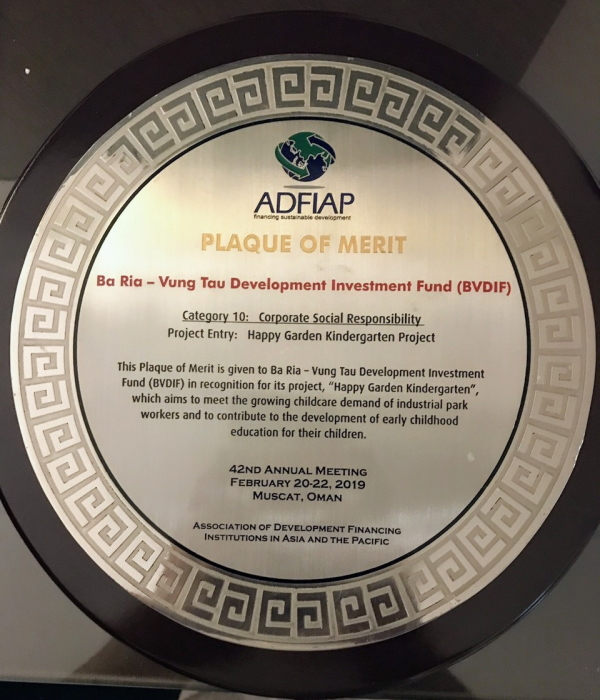 ADFIAP
financing sustainable development
PLAQUE OF MERIT
Ba Ria – Vung Tau Development Investment Fund (BVDIF)
Category 10: Corporate Social Responsibility
Project Entry: Happy Garden Kindergarten Project
This Plaque of Merit is given to Ba Ria – Vung Tau Development Investment
Fund (BVDIF) in recognition for its project, “Happy Garden Kindergarten”,
which aims to meet the growing childcare demand of industrial park
workers and to contribute to the development of early childhood
education for their children.
42ND ANNUAL MEETING
FEBRUARY 20-22, 2019
MUSCAT, OMAN
ASSOCIATION OF DEVELOPMENT FINANCING
INSTITUTIONS IN ASIA AND THE PACIFIC